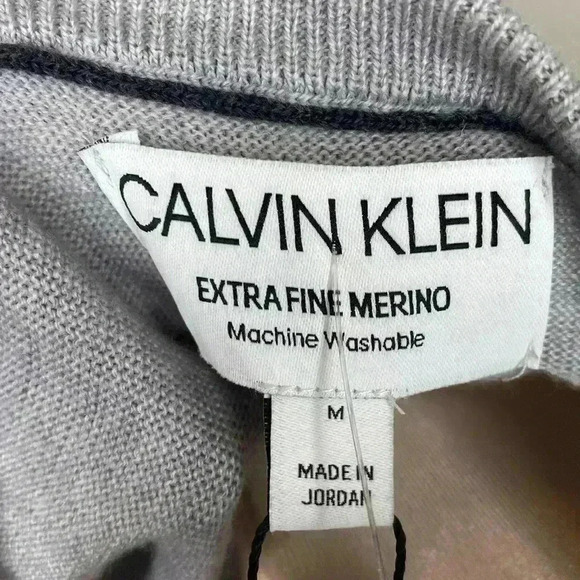 CALVIN KLEIN
EXTRA FINE MERINO
Machine Washable
M
MADE IN
JORDAN